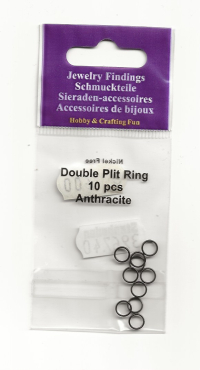 Jewelry Findings
Schmuckteile
Sieraden-accessoires
Accessoires de bijoux
Hobby & Crafting Fun
Nickel Free
Double Plit Ring
10 pcs
Anthracite